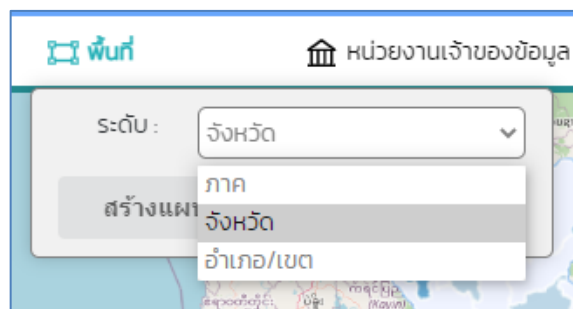 พื้นที่
หน่วยงานเจ้าของข้อมูล
ระดับ :
จังหวัด
ภาค
สร้างแผ
จังหวัด
อำเภอ/เขต
(Kayin)